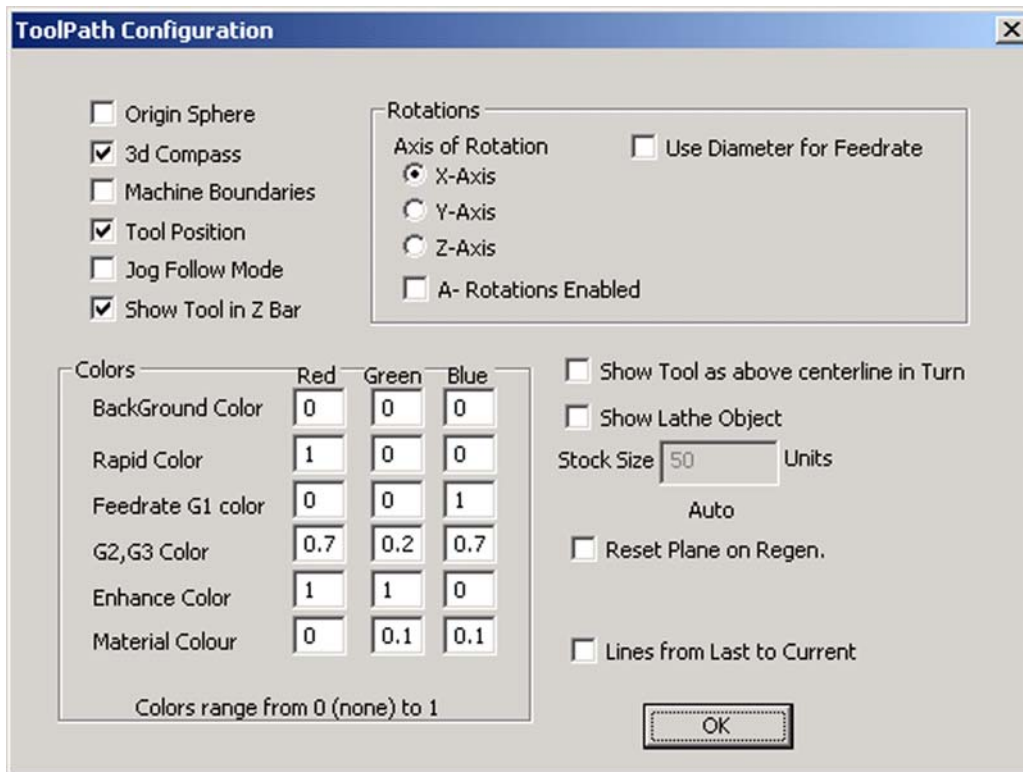 ToolPath Configuration
Origin Sphere
3d Compass
Machine Boundaries
Tool Position
Jog Follow Mode
Show Tool in Z Bar
Rotations
Axis of Rotation
X-Axis
Y-Axis
Z-Axis
A- Rotations Enabled
Use Diameter for Feedrate
Colors Red Green Blue
BackGround Color 0 0 0
Rapid Color 1 0 0
Feedrate G1 color 0 0 1
G2,G3 Color 0.7 0.2 0.7
Enhance Color 1 1 0
Material Colour 0 0.1 0.1
Colors range from 0 (none) to 1
Show Tool as above centerline in Turn
Show Lathe Object
Stock Size 50 Units
Auto
Reset Plane on Regen.
Lines from Last to Current
OK